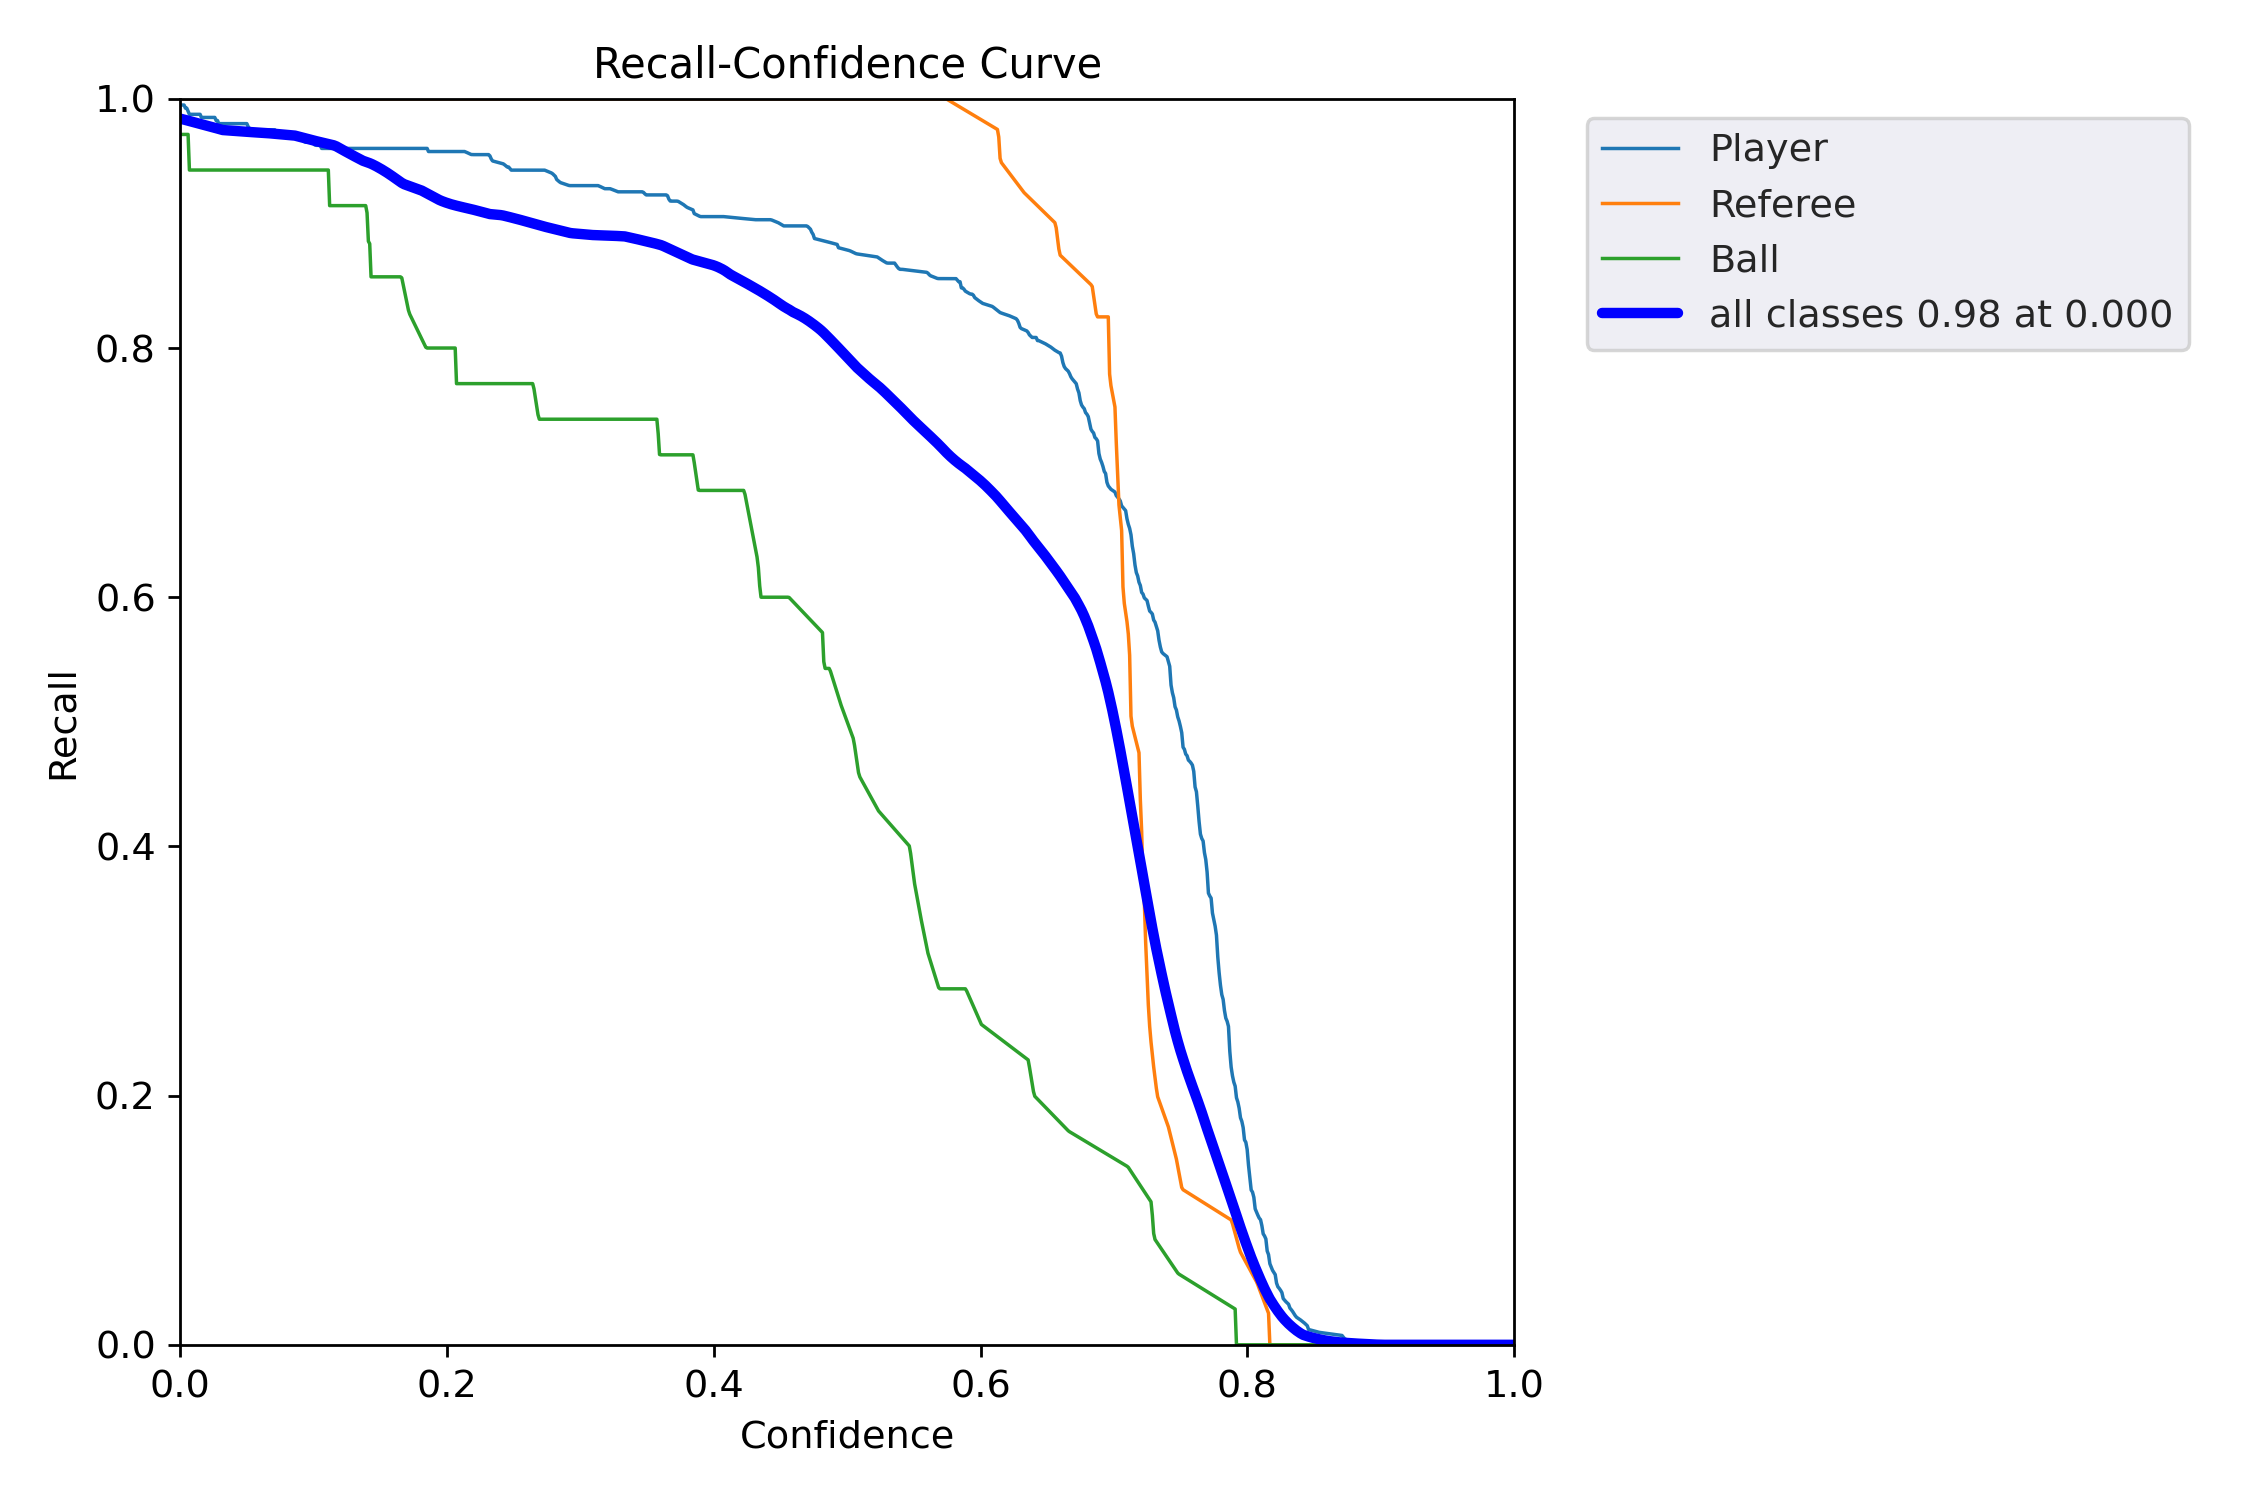 Recall-Confidence Curve
1.0
0.8
0.6
0.4
0.2
0.0
Recall
0.0 0.2 0.4 0.6 0.8 1.0
Confidence
Player
Referee
Ball
all classes 0.98 at 0.000